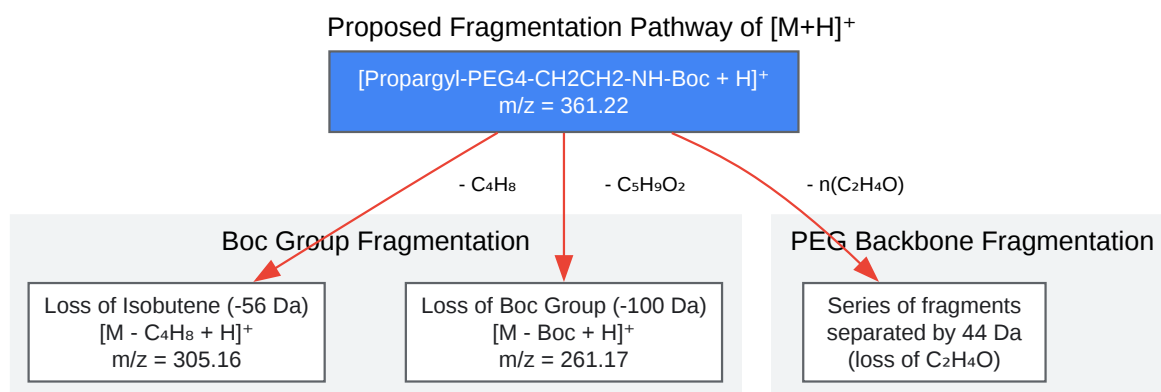 Proposed Fragmentation Pathway of [M+H]⁺
[Propargyl-PEG4-CH2CH2-NH-Boc + H]⁺
m/z = 361.22
- C₄H₈
- C₅H₉O₂
- n(C₂H₄O)
Boc Group Fragmentation
PEG Backbone Fragmentation
Loss of Isobutene (-56 Da)
[M - C₄H₈ + H]⁺
m/z = 305.16
Loss of Boc Group (-100 Da)
[M - Boc + H]⁺
m/z = 261.17
Series of fragments
separated by 44 Da
(loss of C₂H₄O)